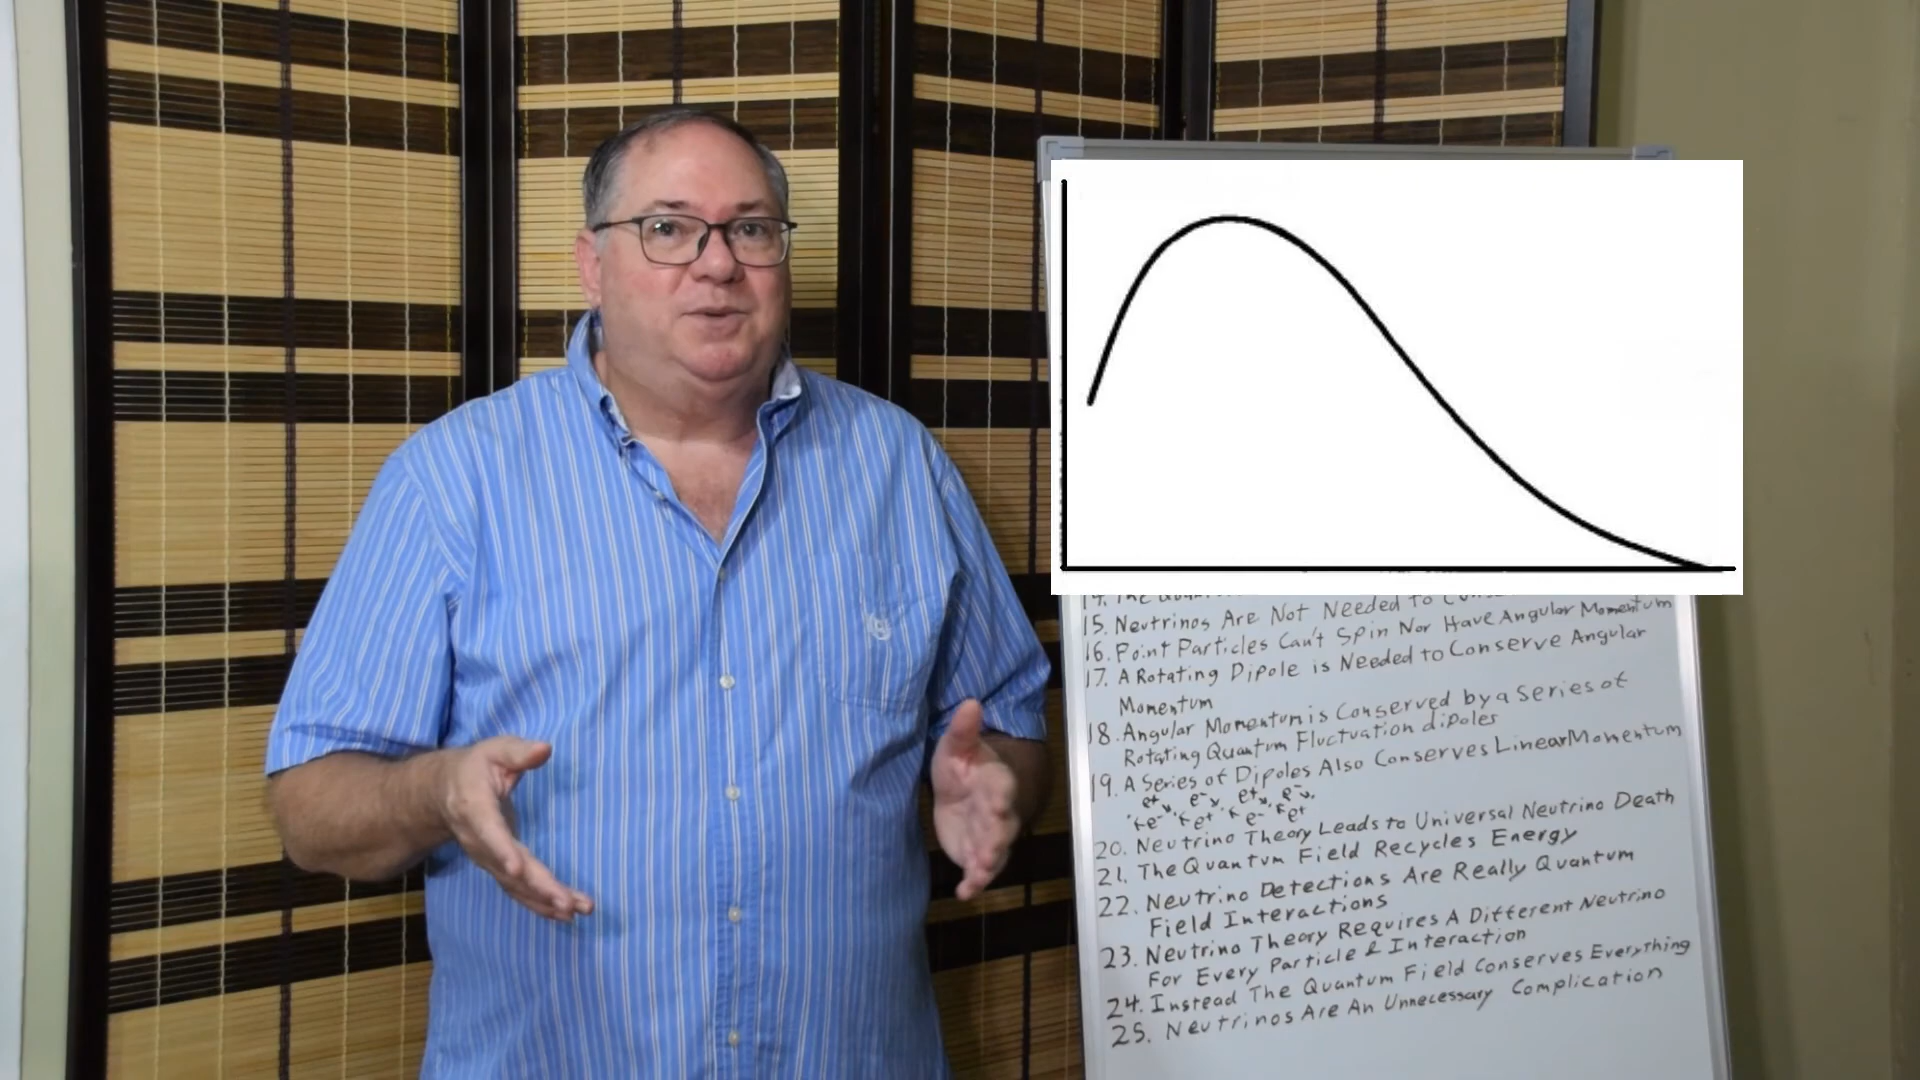 15. Neutrinos Are Not Needed to
16. Point Particles Can't Spin Nor Have Angular Momentum
17. A Rotating Dipole is Needed to Conserve Angular
Momentum
18. Angular Momentum is Conserved by a Series of
Rotating Quantum Fluctuation dipoles
19. A Series of Dipoles Also Conserves Linear Momentum
e+ e- e+ e-
e- e+ e- e+
20. Neutrino Theory Leads to Universal Neutrino Death
21. The Quantum Field Recycles Energy
22. Neutrino Detections Are Really Quantum
Field Interactions
23. Neutrino Theory Requires A Different Neutrino
For Every Particle & Interaction
24. Instead The Quantum Field Conserves Everything
25. Neutrinos Are An Unnecessary Complication